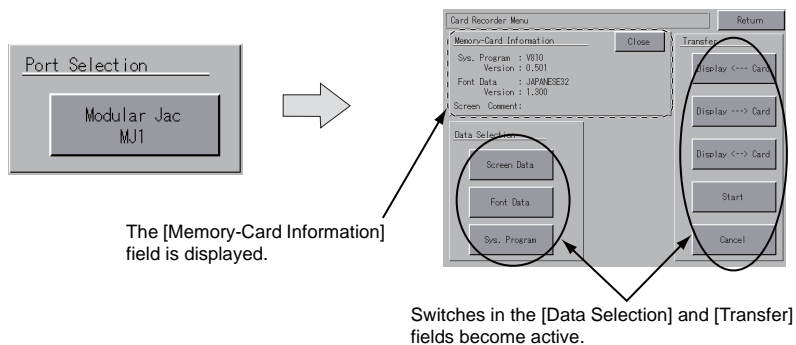 Port Selection
Modular Jac
MJ1
The [Memory-Card Information]
field is displayed.
Card Recorder Menu
Return
Memory-Card Information
Close
Sys. Program : V810
Version : 0.501
Font Data : JAPANESE32
Version : 1.300
Screen Comment:
Data Selection
Screen Data
Font Data
Sys. Program
Transfer
Display <--- Card
Display ---> Card
Display <--> Card
Start
Cancel
Switches in the [Data Selection] and [Transfer]
fields become active.